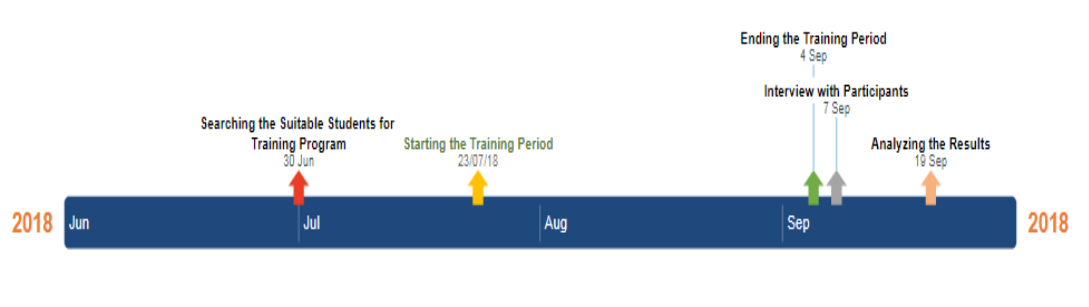 Ending the Training Period
4 Sep
Interview with Participants
7 Sep
Searching the Suitable Students for
Training Program
30 Jun
Starting the Training Period
23/07/18
Analyzing the Results
19 Sep
2018
Jun
Jul
Aug
Sep
2018